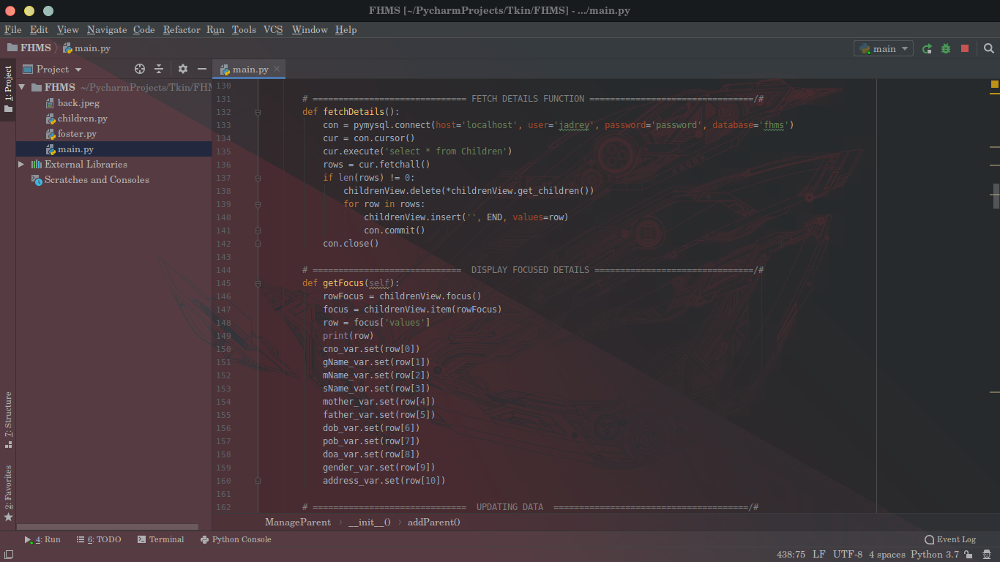 FHMS [~/PycharmProjects/Tkin/FHMS] - .../main.py
File Edit View Navigate Code Refactor Run Tools VCS Window Help
FHMS main.py main
1: Project
Project
main.py
FHMS ~/PycharmProjects/Tkin/FHM
back.jpeg
children.py
foster.py
main.py
External Libraries
Scratches and Consoles
7: Structure
2: Favorites
130
131 # ============================== FETCH DETAILS FUNCTION ================================/#
132 def fetchDetails():
133 con = pymysql.connect(host='localhost', user='jadrey', password='password', database='fhms')
134 cur = con.cursor()
135 cur.execute('select * from Children')
136 rows = cur.fetchall()
137 if len(rows) != 0:
138 childrenView.delete(*childrenView.get_children())
139 for row in rows:
140 childrenView.insert('', END, values=row)
141 con.commit()
142 con.close()
143
144 # ============================= DISPLAY FOCUSED DETAILS ===============================/#
145 def getFocus(self):
146 rowFocus = childrenView.focus()
147 focus = childrenView.item(rowFocus)
148 row = focus['values']
149 print(row)
150 cno_var.set(row[0])
151 gName_var.set(row[1])
152 mName_var.set(row[2])
153 sName_var.set(row[3])
154 mother_var.set(row[4])
155 father_var.set(row[5])
156 dob_var.set(row[6])
157 pob_var.set(row[7])
158 doa_var.set(row[8])
159 gender_var.set(row[9])
160 address_var.set(row[10])
161
162 # ============================== UPDATING DATA ======================================/#
ManageParent › __init__() › addParent()
4: Run 6: TODO Terminal Python Console Event Log
438:75 LF UTF-8 4 spaces Python 3.7